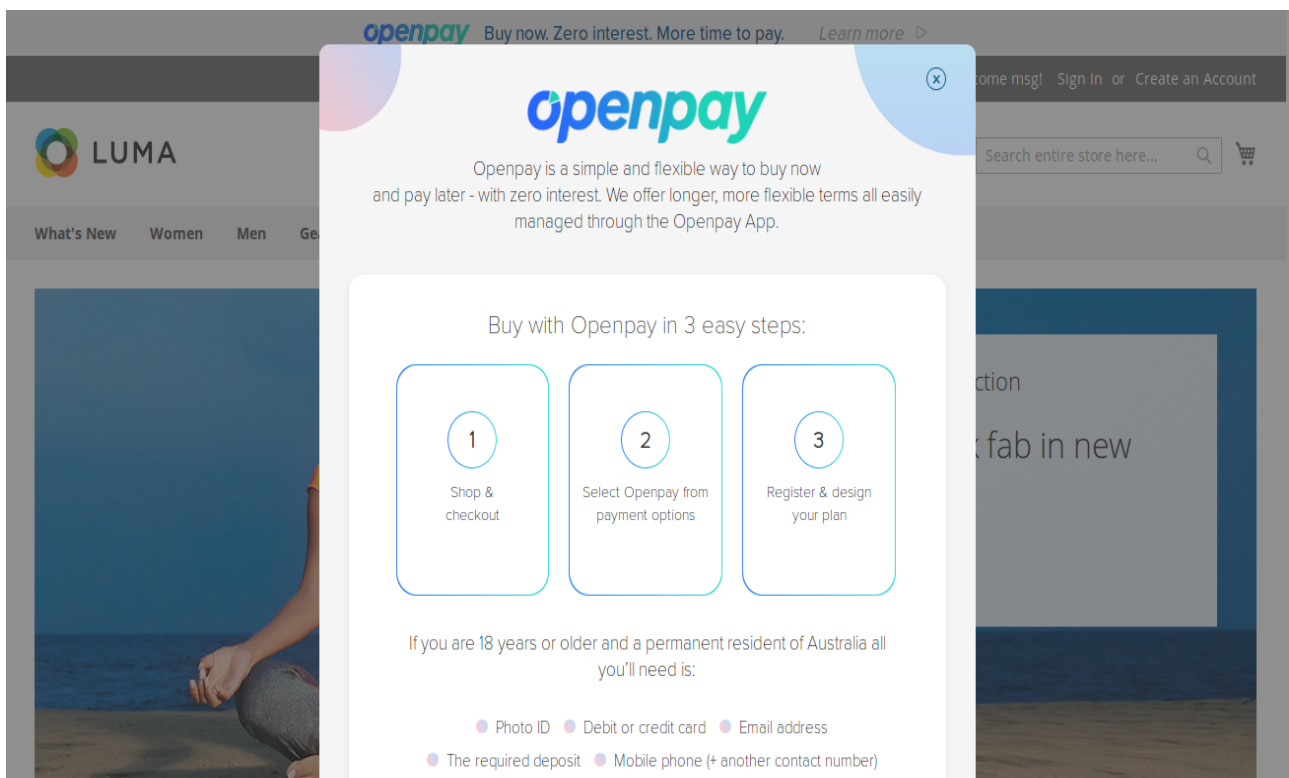 openpay Buy now. Zero interest. More time to pay. Learn more
come msg! Sign In or Create an Account
LUMA
Search entire store here...
What's New Women Men
openpay
Openpay is a simple and flexible way to buy now
and pay later - with zero interest. We offer longer, more flexible terms all easily
managed through the Openpay App.
Buy with Openpay in 3 easy steps:
1
Shop &
checkout
2
Select Openpay from
payment options
3
Register & design
your plan
If you are 18 years or older and a permanent resident of Australia all
you'll need is:
Photo ID Debit or credit card Email address
The required deposit Mobile phone (+ another contact number)
ction
fab in new